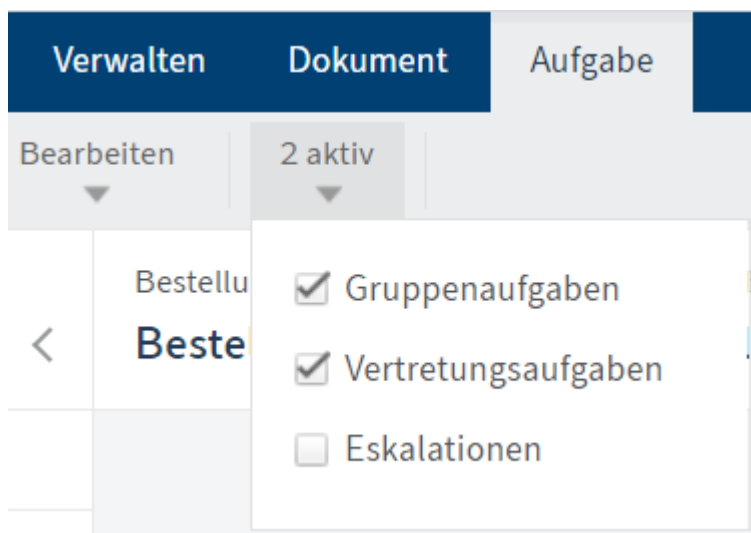 Verwalten Dokument Aufgabe
Bearbeiten 2 aktiv
Bestellu
Beste
Gruppenaufgaben
Vertretungsaufgaben
Eskalationen